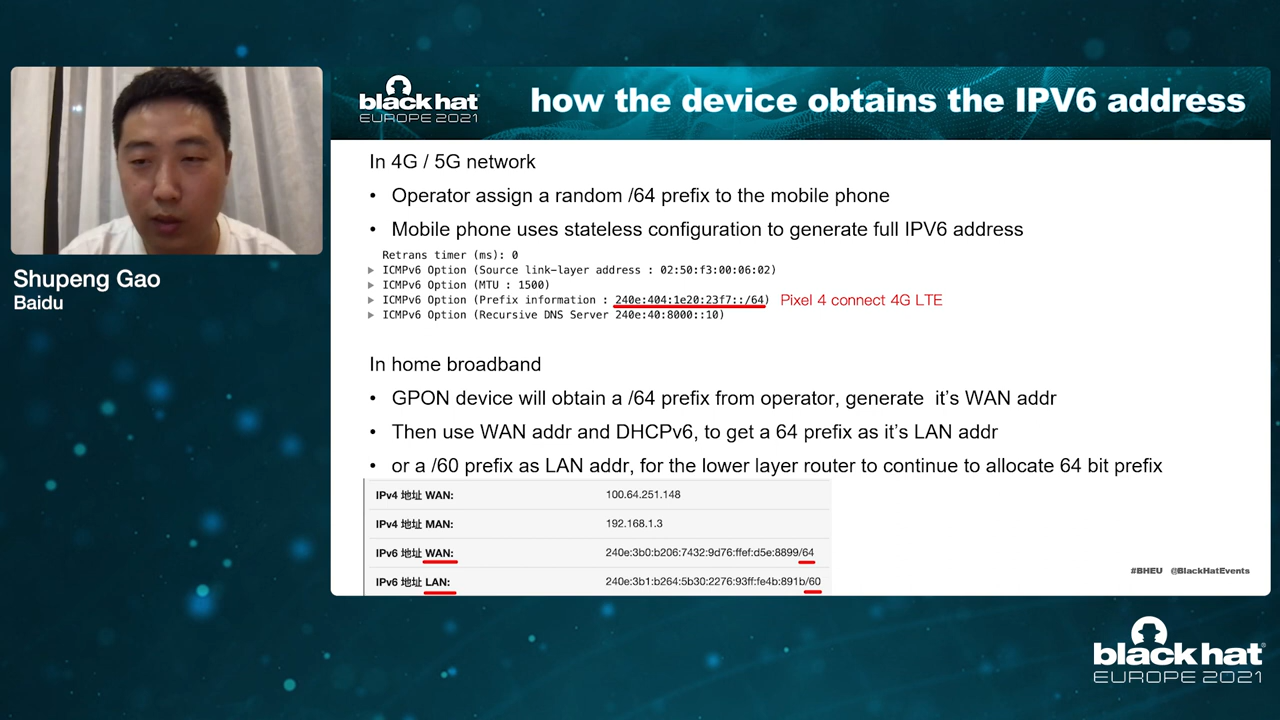 Shupeng Gao
Baidu
black hat
EUROPE 2021
how the device obtains the IPV6 address
In 4G / 5G network
• Operator assign a random /64 prefix to the mobile phone
• Mobile phone uses stateless configuration to generate full IPV6 address
Retrans timer (ms): 0
ICMPv6 Option (Source link-layer address : 02:50:f3:00:06:02)
ICMPv6 Option (MTU : 1500)
ICMPv6 Option (Prefix information : 240e:404:1e20:23f7::/64) Pixel 4 connect 4G LTE
ICMPv6 Option (Recursive DNS Server 240e:40:8000::10)
In home broadband
• GPON device will obtain a /64 prefix from operator, generate it's WAN addr
• Then use WAN addr and DHCPv6, to get a 64 prefix as it's LAN addr
• or a /60 prefix as LAN addr, for the lower layer router to continue to allocate 64 bit prefix
IPv4 地址 WAN: 100.64.251.148
IPv4 地址 MAN: 192.168.1.3
IPv6 地址 WAN: 240e:3b0:b206:7432:9d76:ffef:d5e:8899/64
IPv6 地址 LAN: 240e:3b1:b264:5b30:2276:93ff:fe4b:891b/60
#BHEU @BlackHatEvents
black hat
EUROPE 2021